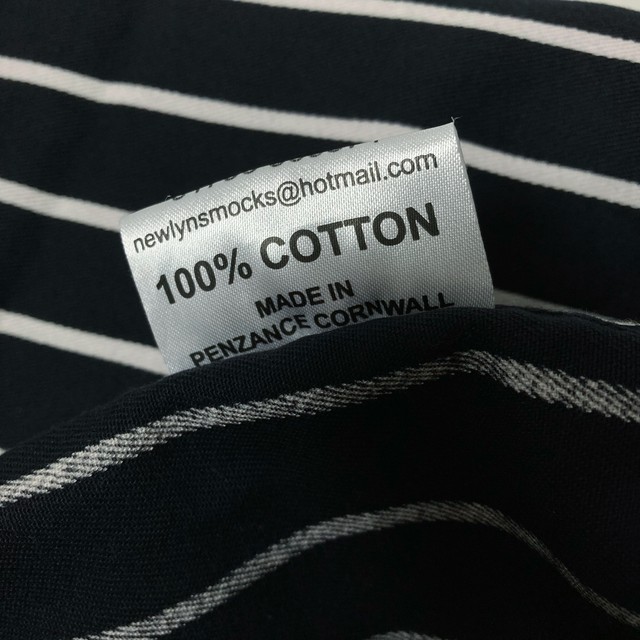 newlynsmocks@hotmail.com
100% COTTON
MADE IN
PENZANCE CORNWALL